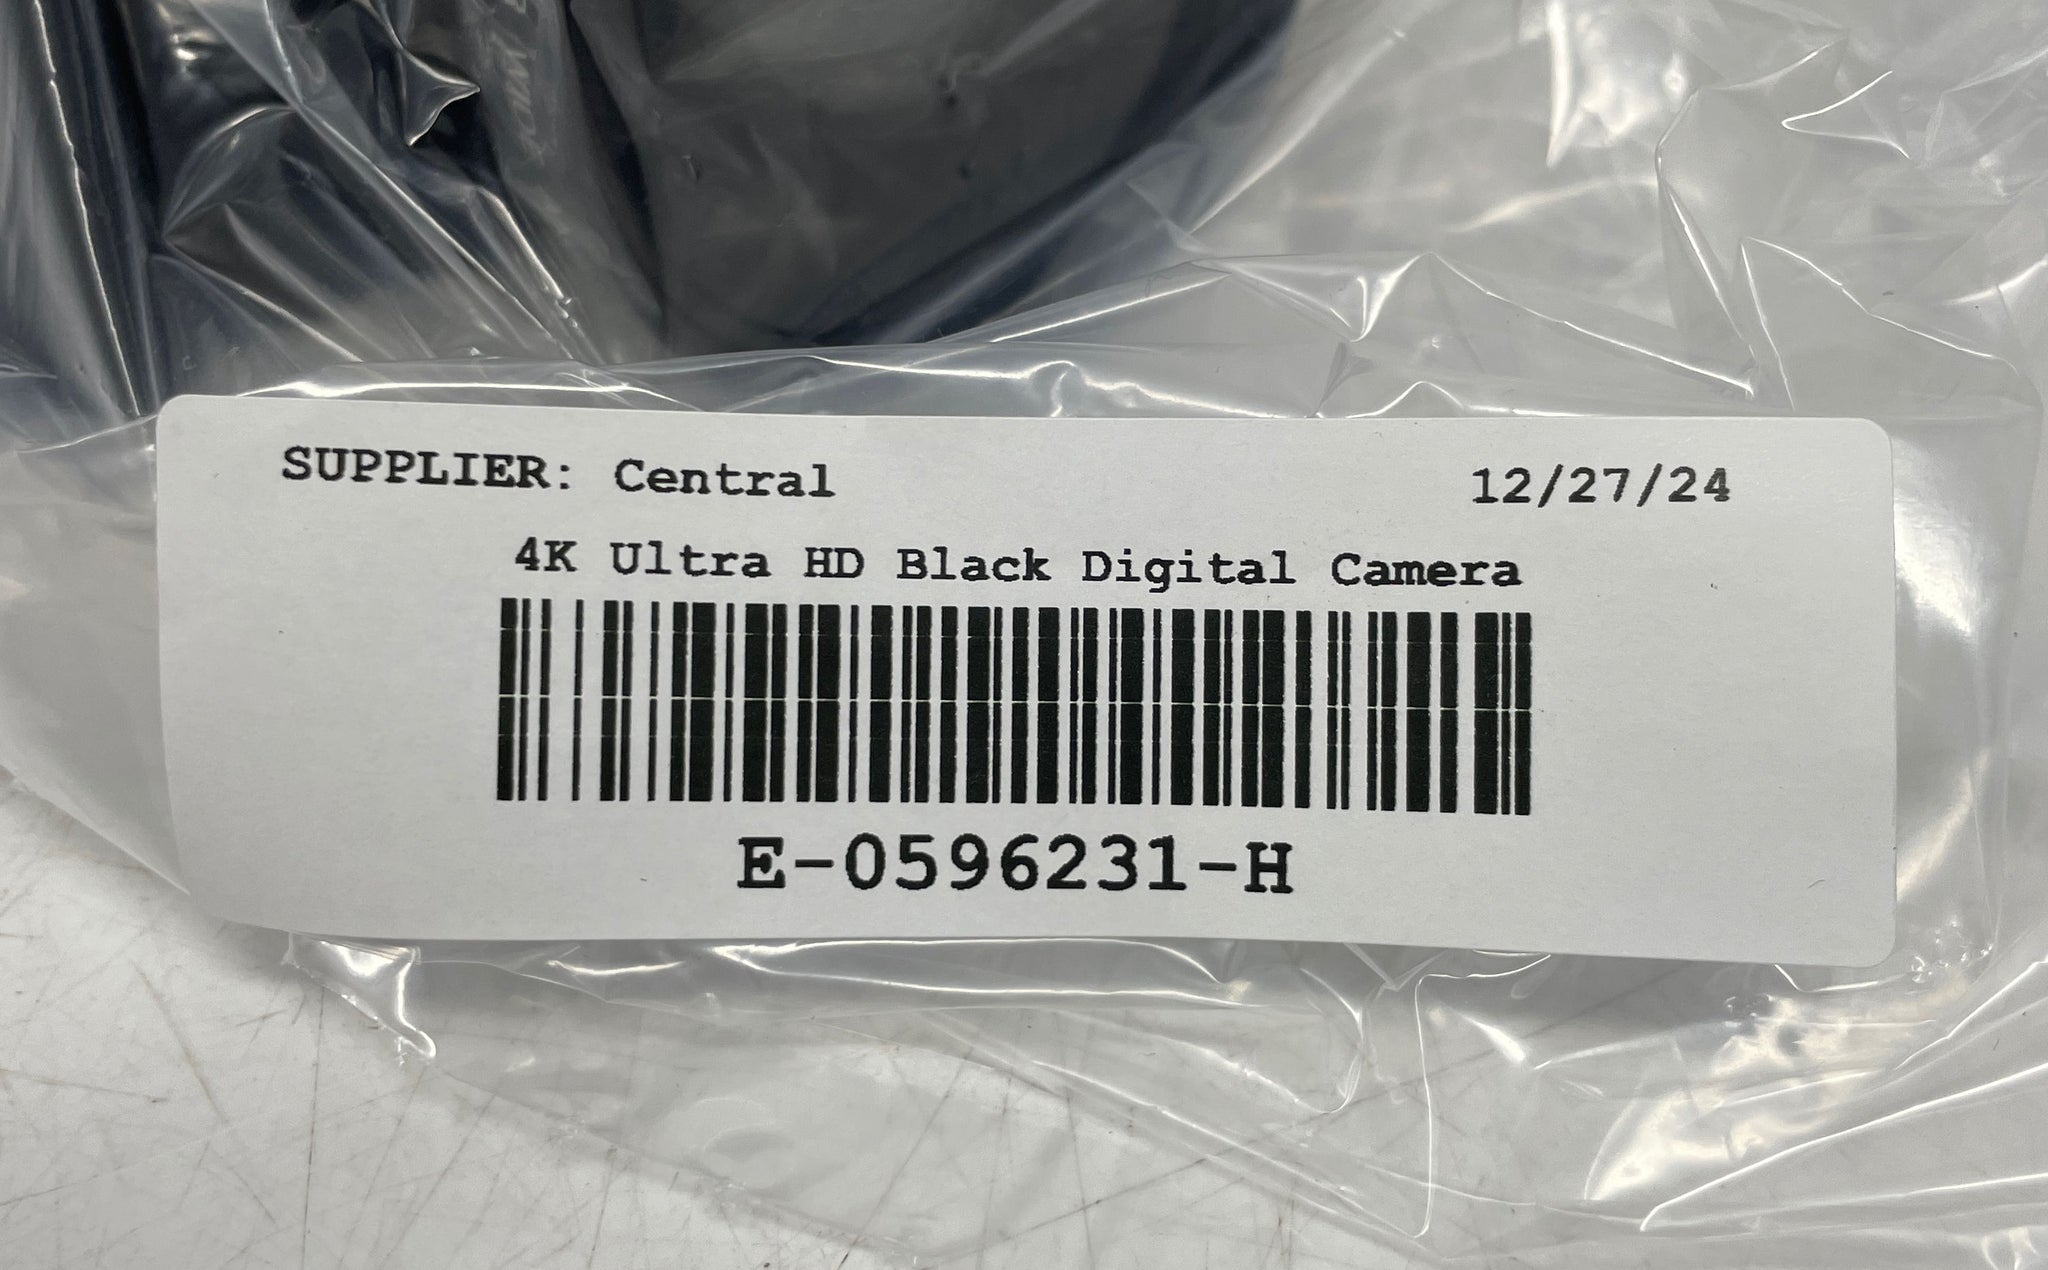 SUPPLIER: Central 12/27/24
4K Ultra HD Black Digital Camera
E-0596231-H